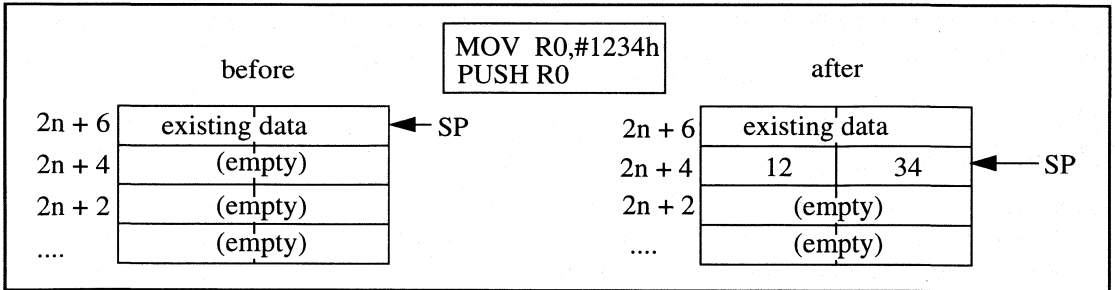 MOV R0,#1234h
PUSH R0
before
after
2n + 6 existing data SP
2n + 4 (empty)
2n + 2 (empty)
.... (empty)
2n + 6 existing data
2n + 4 12 34 SP
2n + 2 (empty)
.... (empty)